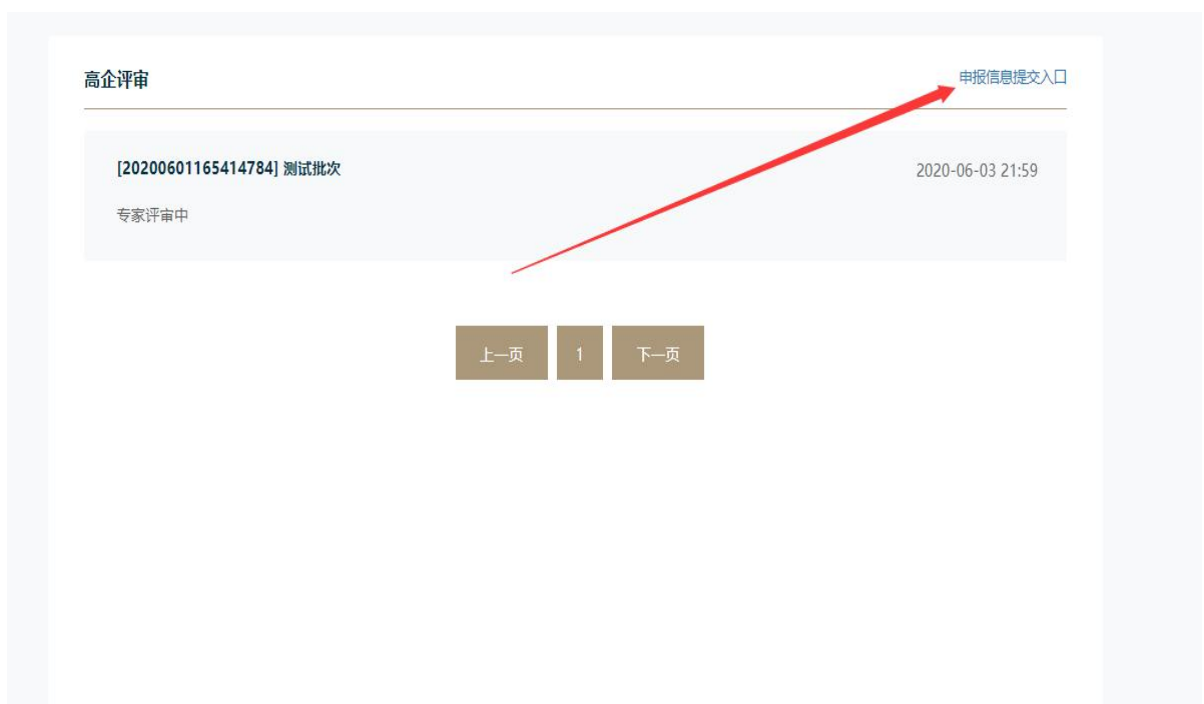 高企评审
申报信息提交入口
[20200601165414784] 测试批次
2020-06-03 21:59
专家评审中
上一页
1
下一页